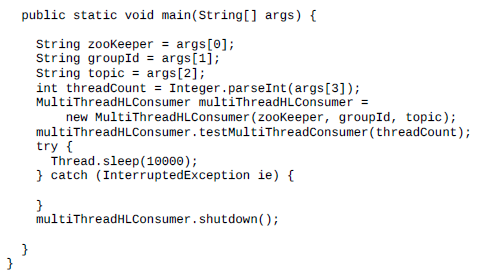 public static void main(String[] args) {
String zooKeeper = args[0];
String groupId = args[1];
String topic = args[2];
int threadCount = Integer.parseInt(args[3]);
MultiThreadHLConsumer multiThreadHLConsumer =
new MultiThreadHLConsumer(zooKeeper, groupId, topic);
multiThreadHLConsumer.testMultiThreadConsumer(threadCount);
try {
Thread.sleep(10000);
} catch (InterruptedException ie) {
}
multiThreadHLConsumer.shutdown();
}
}